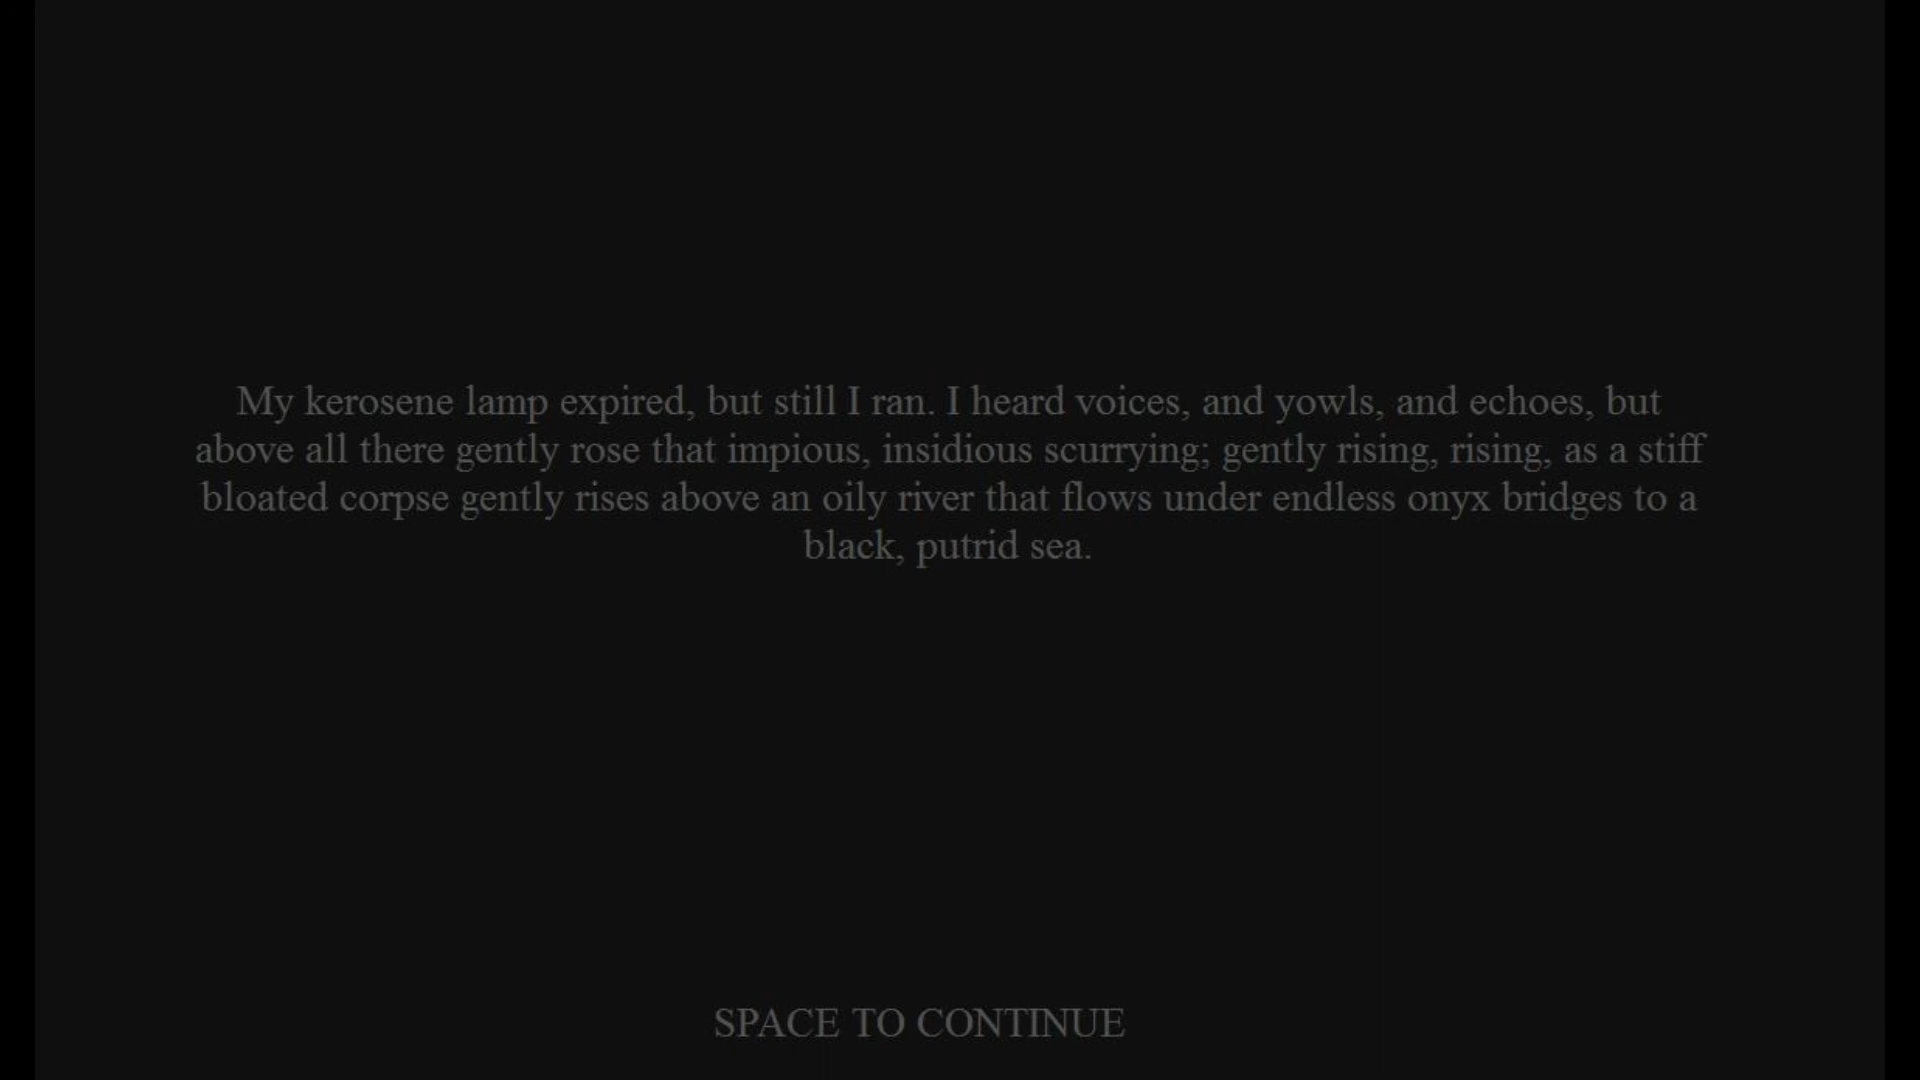 My kerosene lamp expired, but still I ran. I heard voices, and yowls, and echoes, but
above all there gently rose that impious, insidious scurrying; gently rising, rising, as a stiff
bloated corpse gently rises above an oily river that flows under endless onyx bridges to a
black, putrid sea.
SPACE TO CONTINUE